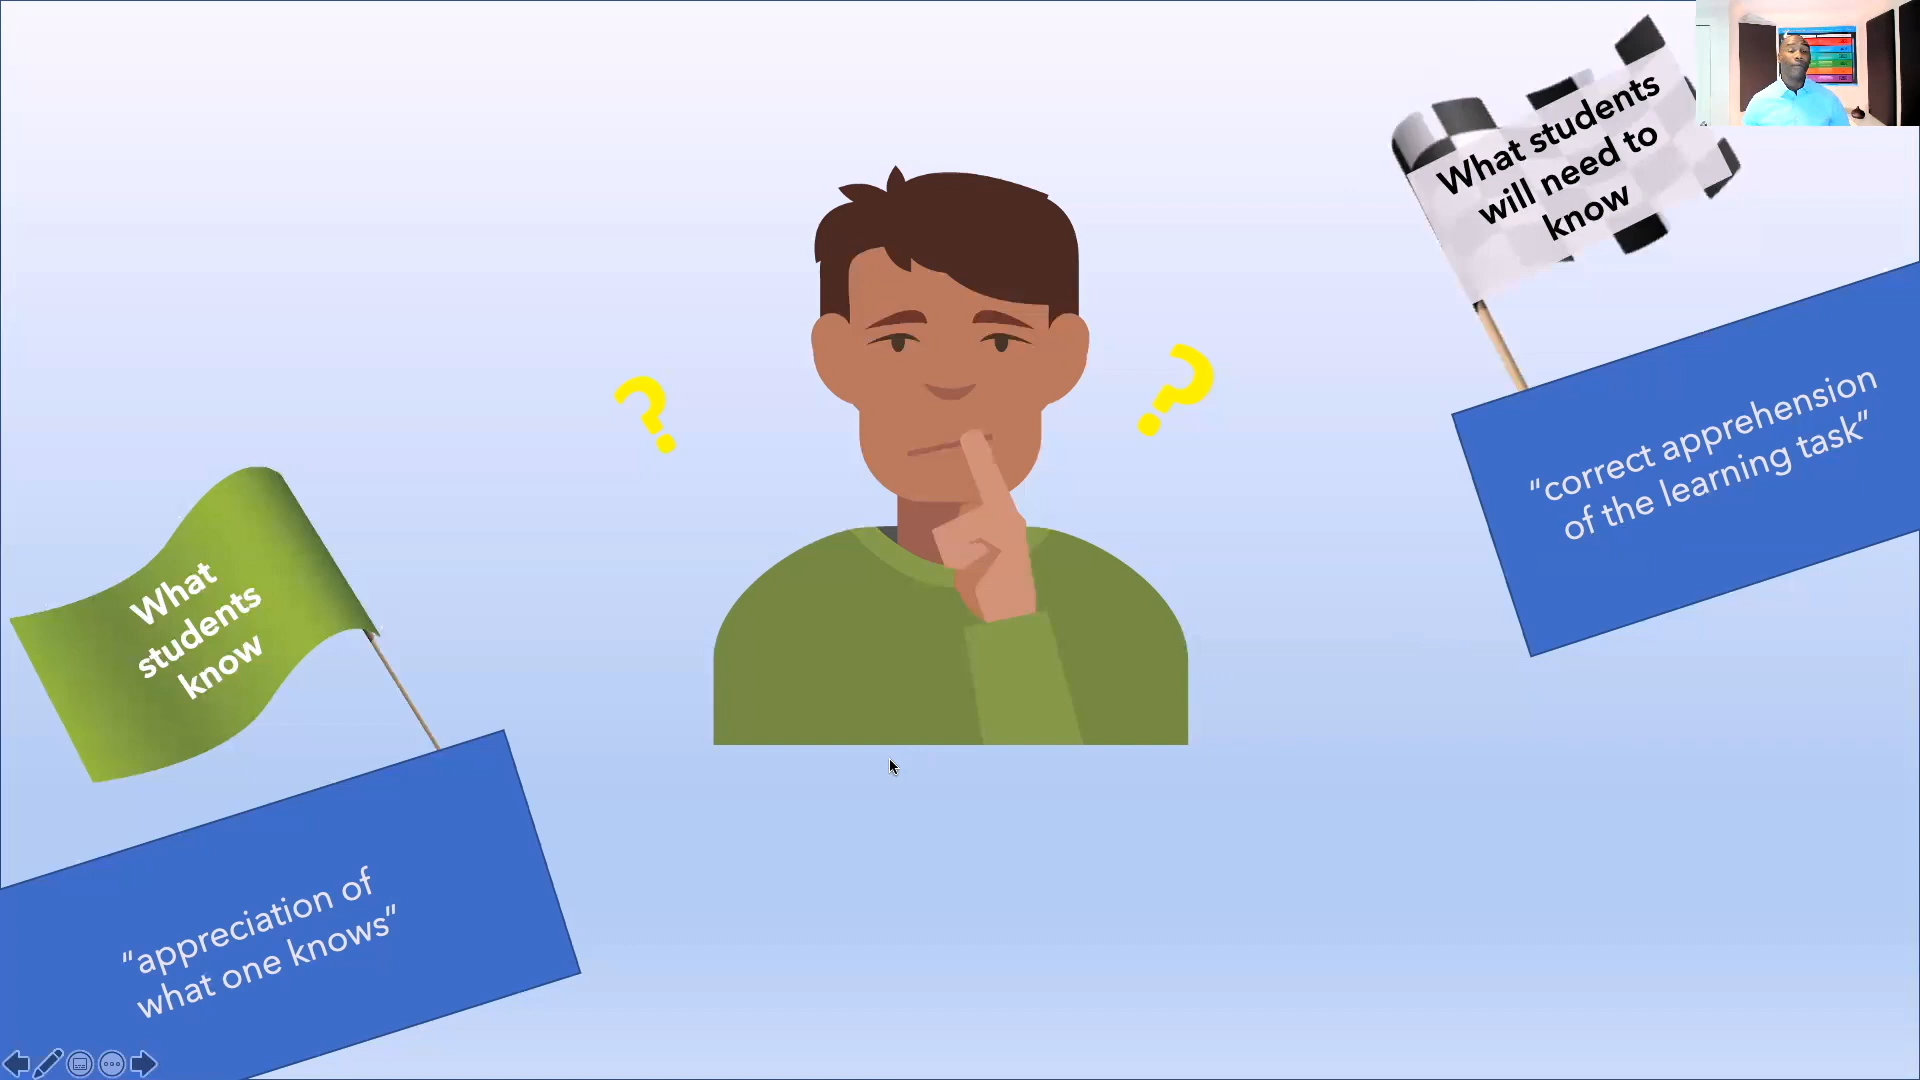 What students
will need to
know
“correct apprehension
of the learning task”
What
students
know
“appreciation of
what one knows”
? ?